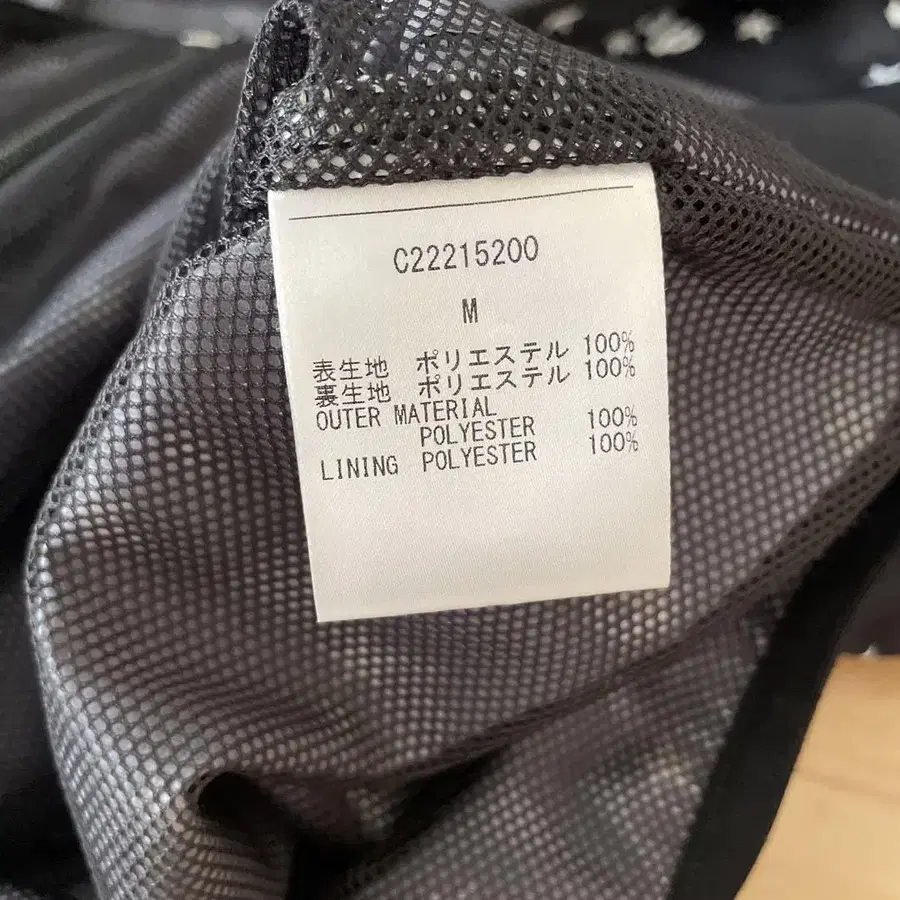 C22215200
M
表生地 ポリエステル 100%
裏生地 ポリエステル 100%
OUTER MATERIAL
POLYESTER 100%
LINING POLYESTER 100%